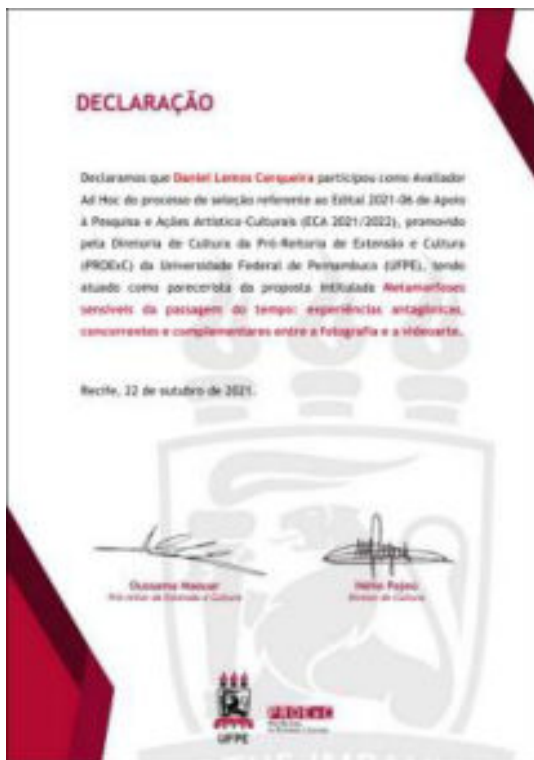 DECLARAÇÃO
Declaramos que Daniel Lemos Cerqueira participou como Avaliador
Ad Hoc do processo de seleção referente ao Edital 2021-06 de Apoio
à Pesquisa e Ações Artístico-Culturais (ECA 2021/2022), promovido
pela Diretoria de Cultura da Pró-Reitoria de Extensão e Cultura
(PROExC) da Universidade Federal de Pernambuco (UFPE), tendo
atuado como parecerista da proposta intitulada Metamorfoses
sensíveis da passagem do tempo: experiências antagônicas,
concorrentes e complementares entre a fotografia e a videoarte.
Recife, 22 de outubro de 2021.
Oussama Naouar
Pró-reitor de Extensão e Cultura
Hélio Pajeú
Diretor de Cultura
UFPE
PROExC